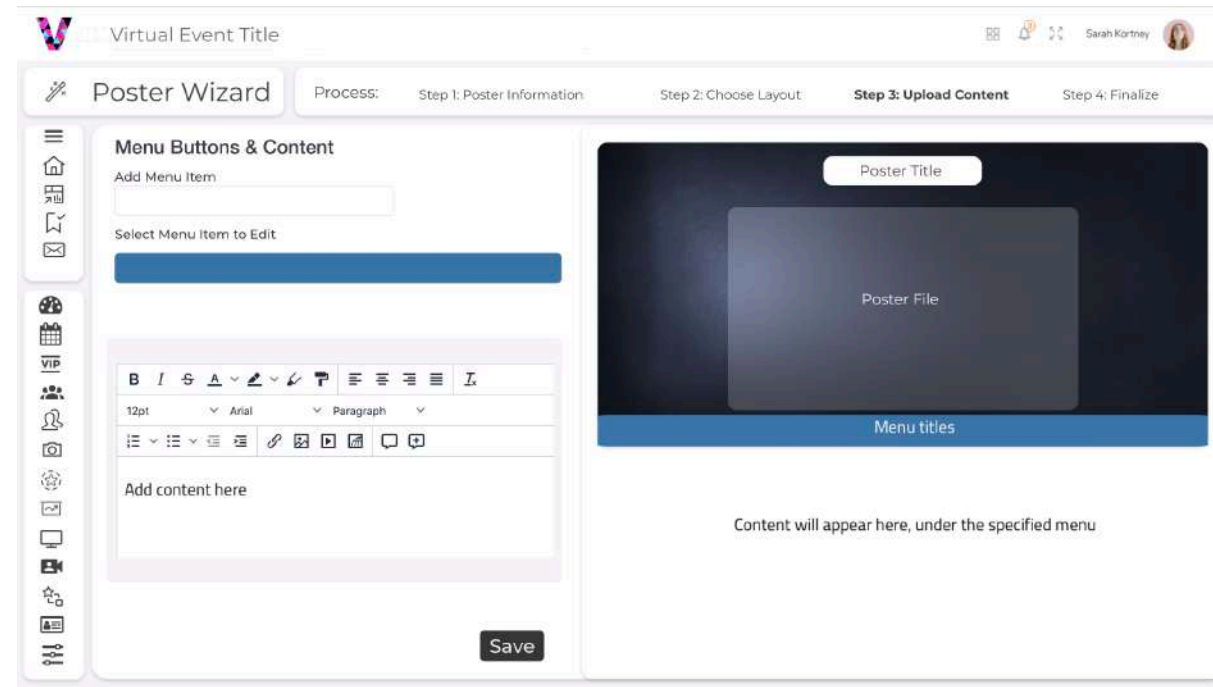 Virtual Event Title
Sarah Kortney
Poster Wizard
Process:
Step 1: Poster Information
Step 2: Choose Layout
Step 3: Upload Content
Step 4: Finalize
Menu Buttons & Content
Add Menu Item
Select Menu Item to Edit
VIP
B I S A
12pt Arial Paragraph
Add content here
Save
Poster Title
Poster File
Menu titles
Content will appear here, under the specified menu